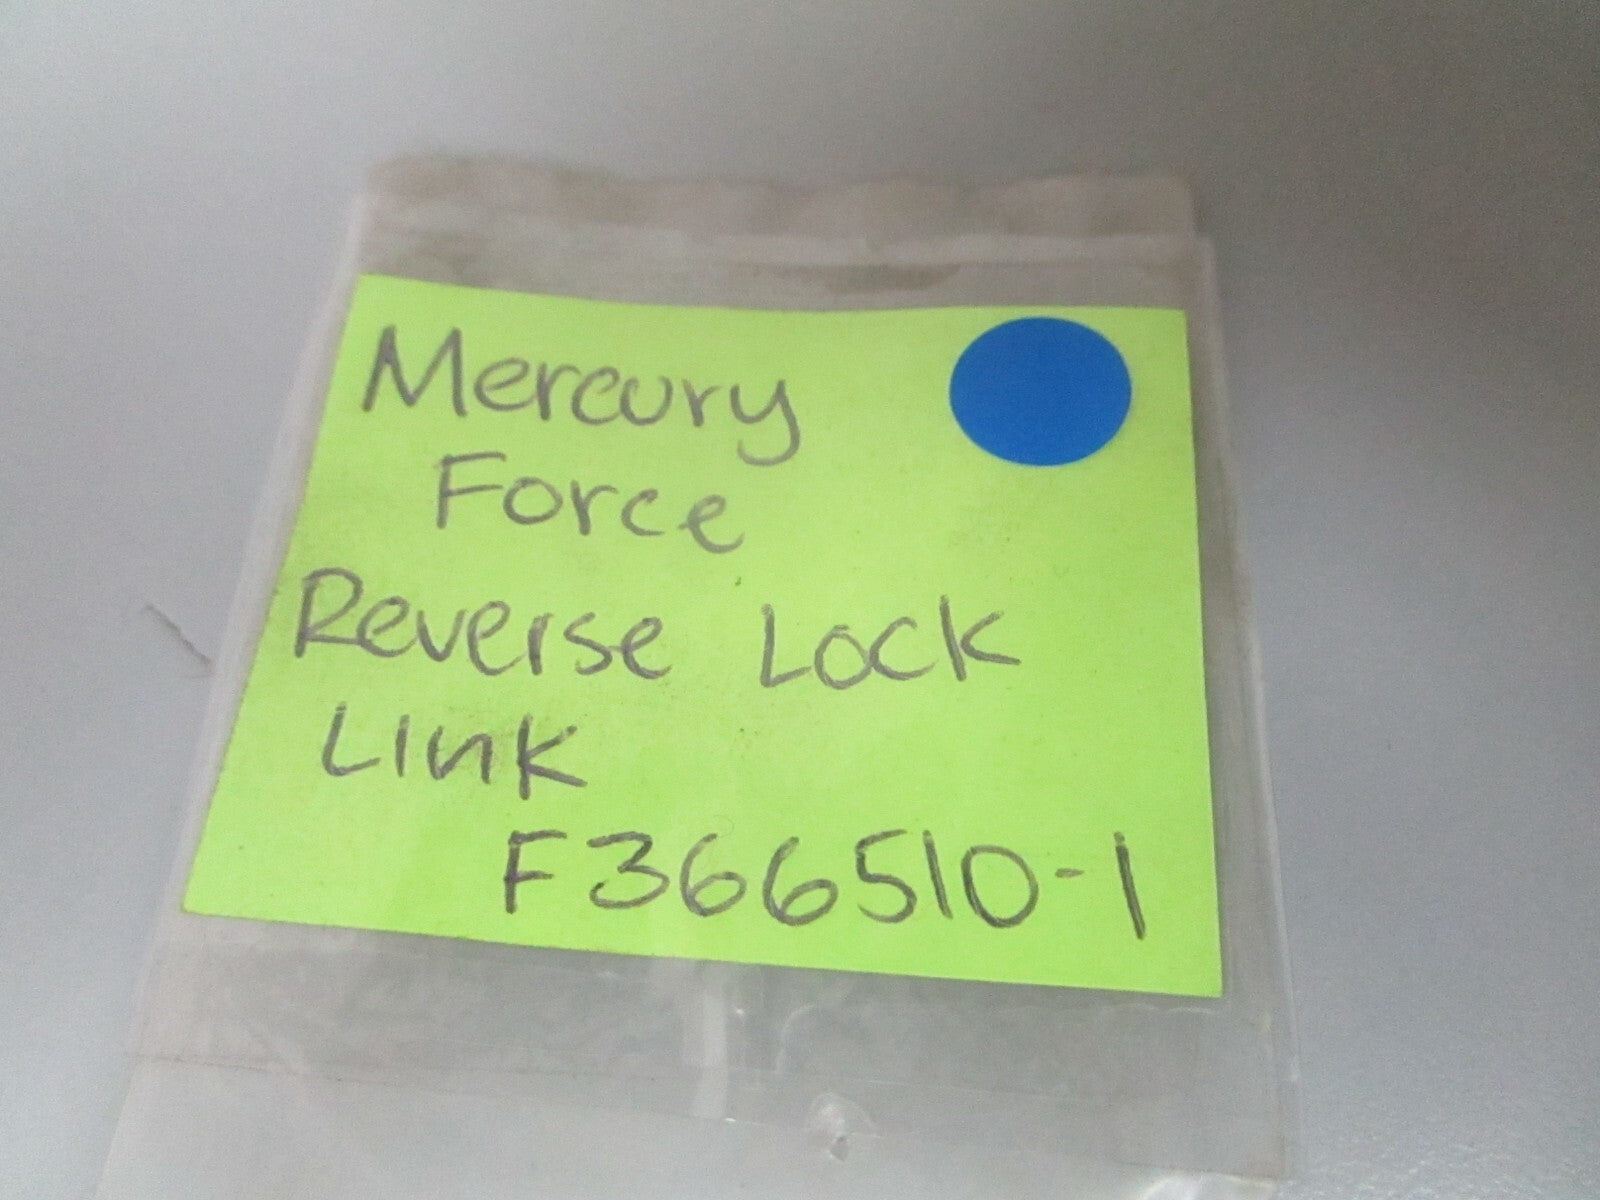 Mercury
Force
Reverse Lock
Link
F366510-1